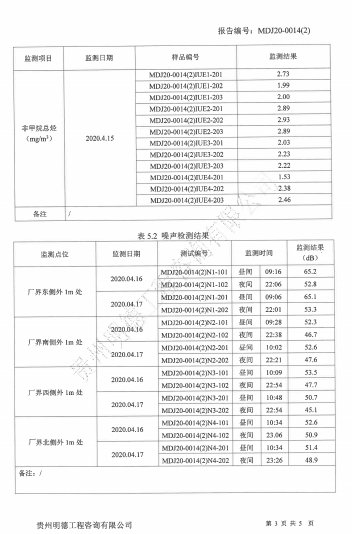 报告编号：MDJ20-0014(2)
监测项目 监测日期 样品编号 监测结果
非甲烷总烃
（mg/m³）
2020.4.15
MDJ20-0014(2)IUE1-201 2.73
MDJ20-0014(2)IUE1-202 1.99
MDJ20-0014(2)IUE1-203 2.00
MDJ20-0014(2)IUE2-201 2.89
MDJ20-0014(2)IUE2-202 2.93
MDJ20-0014(2)IUE2-203 2.89
MDJ20-0014(2)IUE3-201 2.03
MDJ20-0014(2)IUE3-202 2.23
MDJ20-0014(2)IUE3-203 2.22
MDJ20-0014(2)IUE4-201 1.53
MDJ20-0014(2)IUE4-202 2.38
MDJ20-0014(2)IUE4-203 2.46
备注 /
表 5.2 噪声检测结果
监测点位 监测日期 测试编号 监测时间 监测结果
（dB）
厂界东侧外 1m 处
2020.04.16
MDJ20-0014(2)N1-101 昼间 09:16 65.2
MDJ20-0014(2)N1-102 夜间 22:06 52.8
2020.04.17
MDJ20-0014(2)N1-201 昼间 09:06 65.1
MDJ20-0014(2)N1-202 夜间 22:01 53.3
厂界南侧外 1m 处
2020.04.16
MDJ20-0014(2)N2-101 昼间 09:28 52.3
MDJ20-0014(2)N2-102 夜间 22:38 46.7
2020.04.17
MDJ20-0014(2)N2-201 昼间 10:02 52.6
MDJ20-0014(2)N2-202 夜间 22:21 47.6
厂界西侧外 1m 处
2020.04.16
MDJ20-0014(2)N3-101 昼间 10:09 53.5
MDJ20-0014(2)N3-102 夜间 22:54 47.7
2020.04.17
MDJ20-0014(2)N3-201 昼间 10:48 50.7
MDJ20-0014(2)N3-202 夜间 22:54 45.1
厂界北侧外 1m 处
2020.04.16
MDJ20-0014(2)N4-101 昼间 10:34 52.6
MDJ20-0014(2)N4-102 夜间 23.06 50.9
2020.04.17
MDJ20-0014(2)N4-201 昼间 10:34 51.4
MDJ20-0014(2)N4-202 夜间 23:26 48.9
备注：/
贵州明德工程咨询有限公司
贵州明德工程咨询有限公司 第 3 页 共 5 页